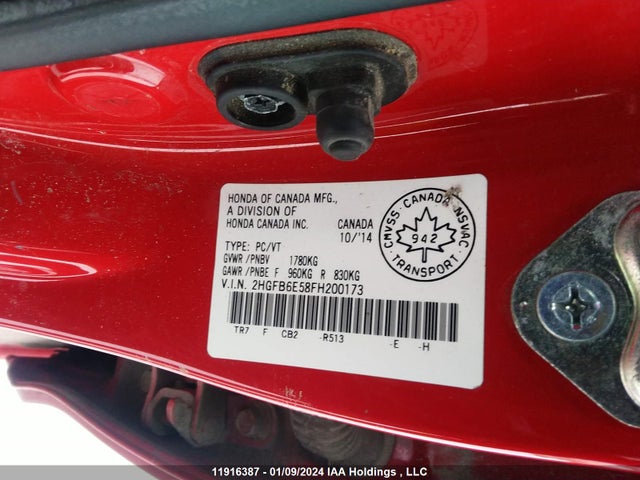 HONDA OF CANADA MFG.,
A DIVISION OF
HONDA CANADA INC. CANADA
10/'14
TYPE: PC/VT
GVWR/PNBV 1780KG
GAWR/PNBE F 960KG R 830KG
V.I.N. 2HGFB6E58FH200173
TR7 F CB2 -R513 -E -H
CMVSS·CANADA·NSVAC
942
·TRANSPORT·
11916387 - 01/09/2024 IAA Holdings , LLC